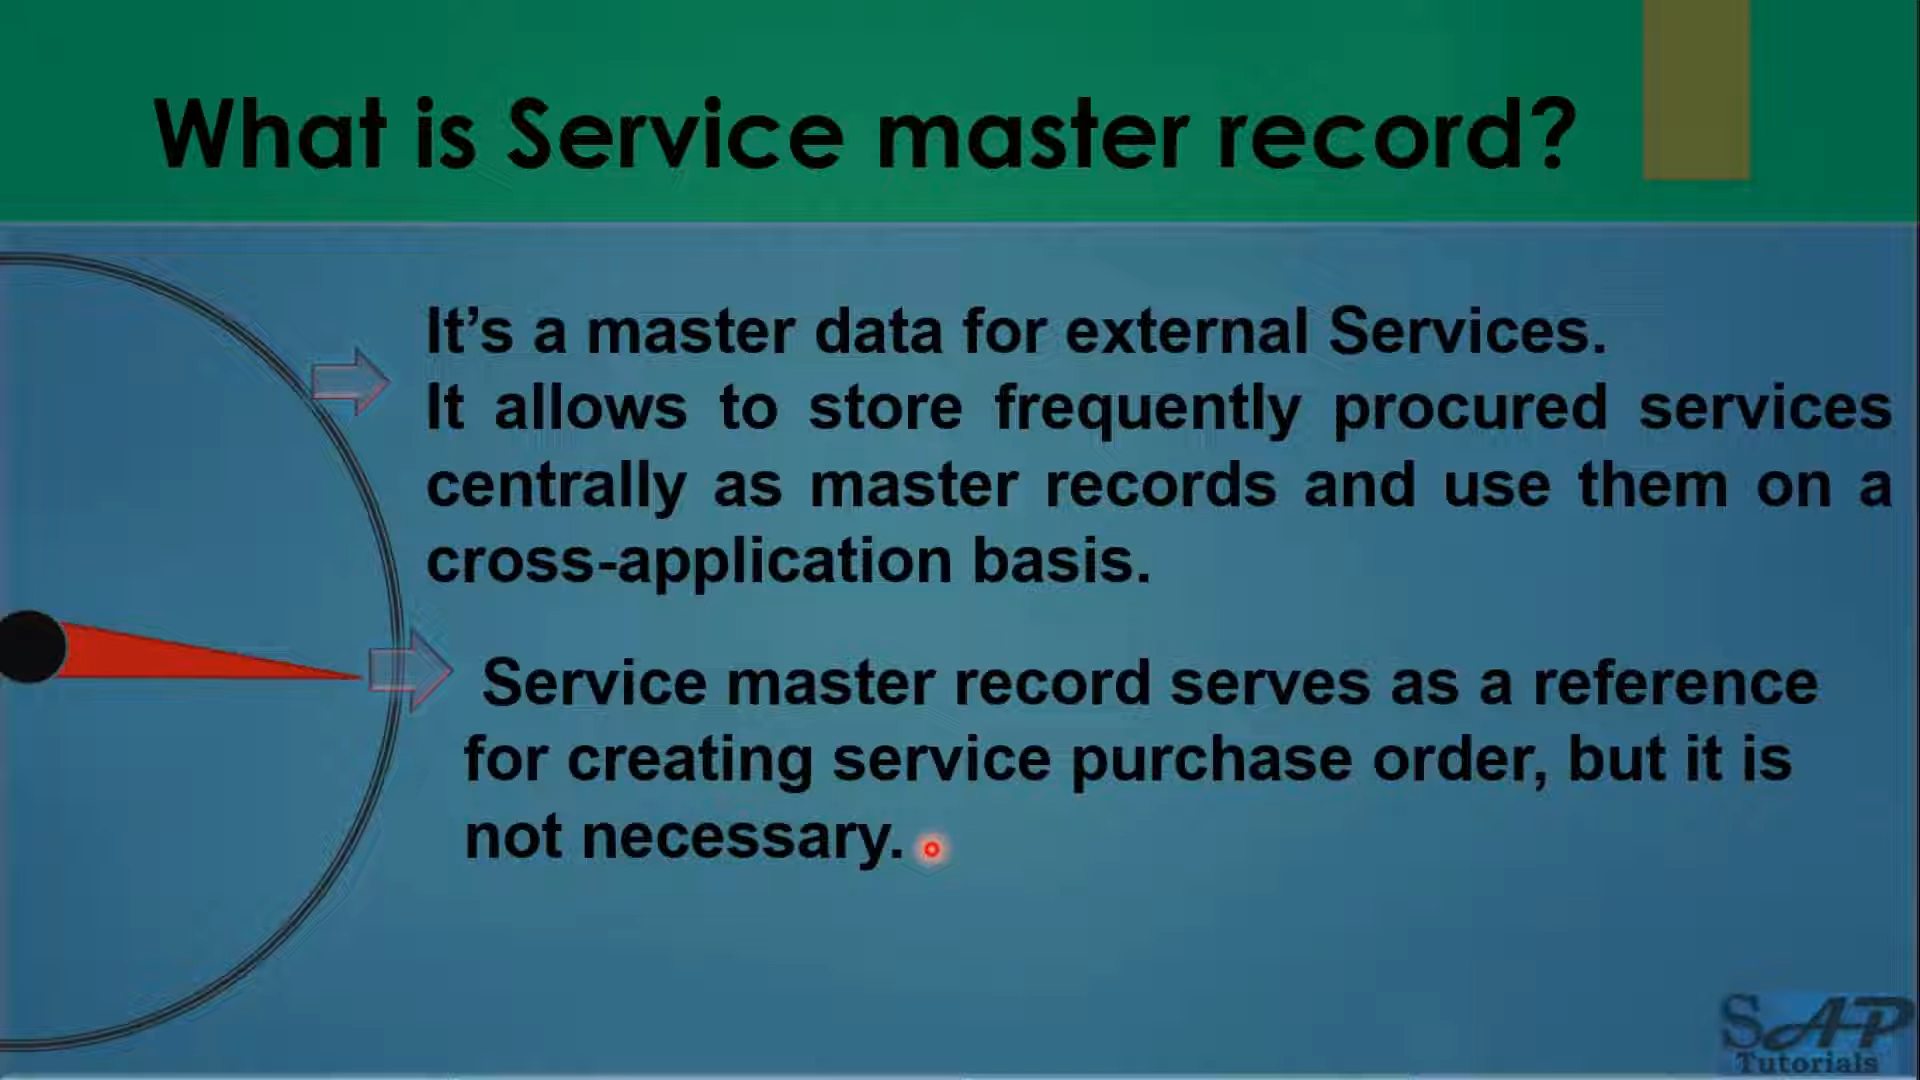 What is Service master record?
It’s a master data for external Services.
It allows to store frequently procured services
centrally as master records and use them on a
cross-application basis.
Service master record serves as a reference
for creating service purchase order, but it is
not necessary.
SAP
Tutorials